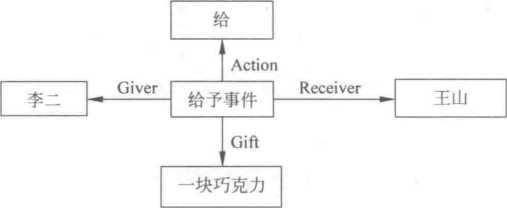 给
Action
李二
Giver
给予事件
Receiver
王山
Gift
一块巧克力